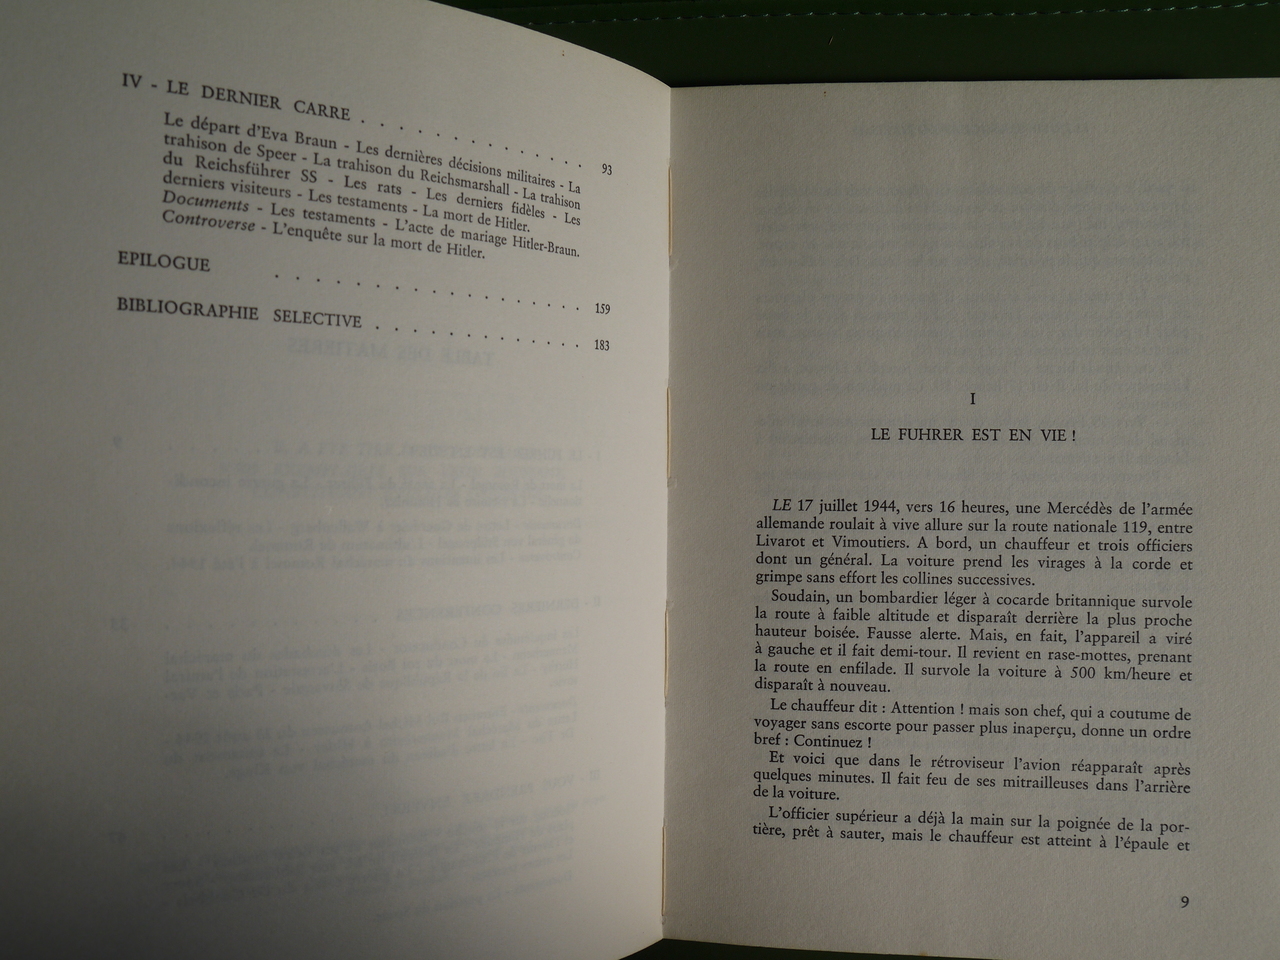 IV - LE DERNIER CARRE . . . . . . . . . . . . . 93
Le départ d'Eva Braun - Les dernières décisions militaires - La
trahison de Speer - La trahison du Reichsmarshall - La trahison
du Reichsführer SS - Les rats - Les derniers fidèles - Les
derniers visiteurs - Les testaments - La mort de Hitler.
Documents - Les testaments - L'acte de mariage Hitler-Braun.
Controverse - L'enquête sur la mort de Hitler.
EPILOGUE . . . . . . . . . . . . . . . . . . 159
BIBLIOGRAPHIE SELECTIVE . . . . . . . . . . . . 183
TABLE DES MATIERES
I
LE FUHRER EST EN VIE !
LE 17 juillet 1944, vers 16 heures, une Mercédès de l'armée
allemande roulait à vive allure sur la route nationale 119, entre
Livarot et Vimoutiers. A bord, un chauffeur et trois officiers
dont un général. La voiture prend les virages à la corde et
grimpe sans effort les collines successives.
Soudain, un bombardier léger à cocarde britannique survole
la route à faible altitude et disparaît derrière la plus proche
hauteur boisée. Fausse alerte. Mais, en fait, l'appareil a viré
à gauche et il fait demi-tour. Il revient en rase-mottes, prenant
la route en enfilade. Il survole la voiture à 500 km/heure et
disparaît à nouveau.
Le chauffeur dit : Attention ! mais son chef, qui a coutume de
voyager sans escorte pour passer plus inaperçu, donne un ordre
bref : Continuez !
Et voici que dans le rétroviseur l'avion réapparaît après
quelques minutes. Il fait feu de ses mitrailleuses dans l'arrière
de la voiture.
L'officier supérieur a déjà la main sur la poignée de la por-
tière, prêt à sauter, mais le chauffeur est atteint à l'épaule et
9